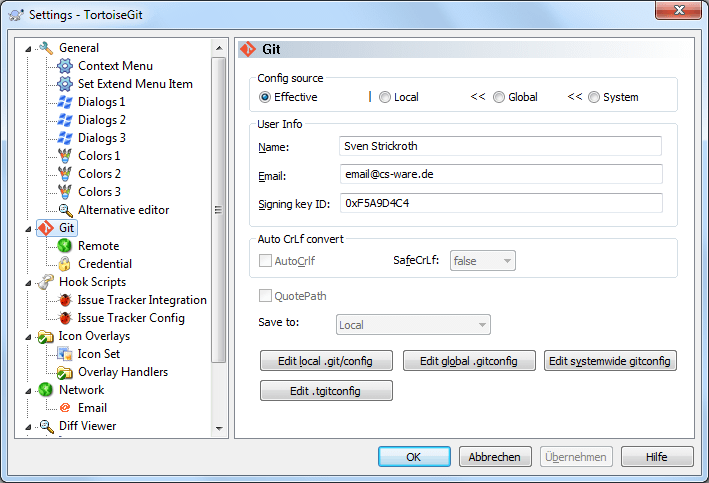 Settings - TortoiseGit
General
Context Menu
Set Extend Menu Item
Dialogs 1
Dialogs 2
Dialogs 3
Colors 1
Colors 2
Colors 3
Alternative editor
Git
Remote
Credential
Hook Scripts
Issue Tracker Integration
Issue Tracker Config
Icon Overlays
Icon Set
Overlay Handlers
Network
Email
Diff Viewer
Git
Config source
Effective | Local << Global << System
User Info
Name: Sven Strickroth
Email: email@cs-ware.de
Signing key ID: 0xF5A9D4C4
Auto CrLf convert
AutoCrlf SafeCrLf: false
QuotePath
Save to: Local
Edit local .git/config Edit global .gitconfig Edit systemwide gitconfig
Edit .tgitconfig
OK Abbrechen Übernehmen Hilfe